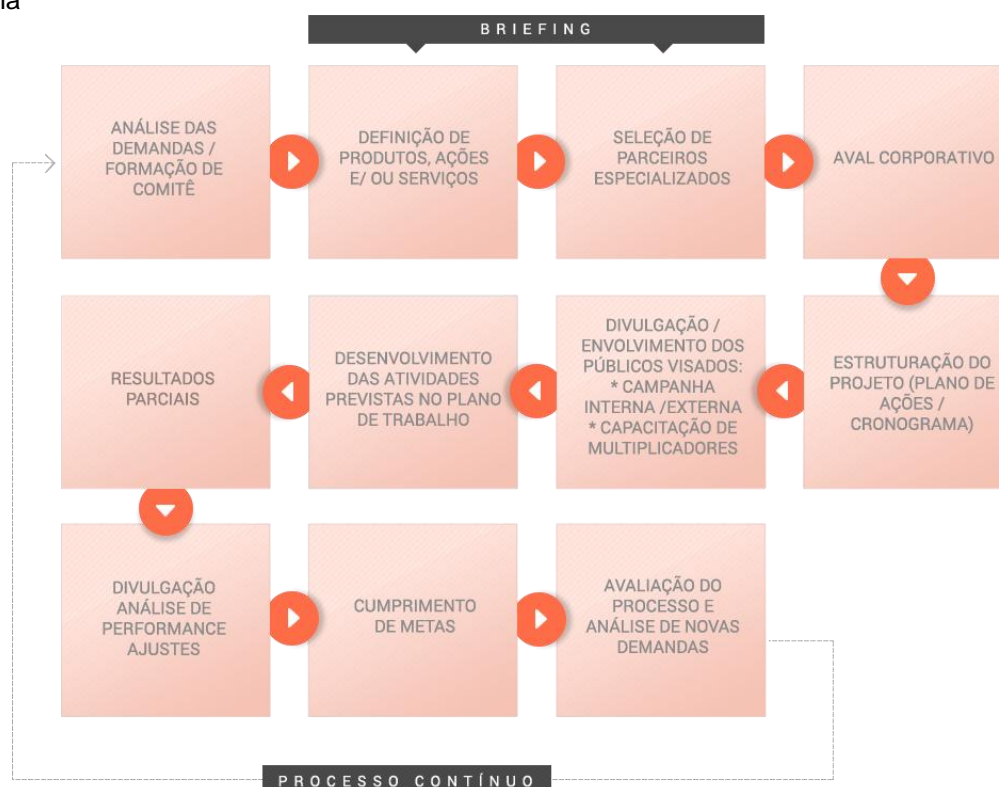 na
BRIEFING
ANÁLISE DAS
DEMANDAS /
FORMAÇÃO DE
COMITÊ
DEFINIÇÃO DE
PRODUTOS, AÇÕES
E/ OU SERVIÇOS
SELEÇÃO DE
PARCEIROS
ESPECIALIZADOS
AVAL CORPORATIVO
ESTRUTURAÇÃO DO
PROJETO (PLANO DE
AÇÕES /
CRONOGRAMA)
DIVULGAÇÃO /
ENVOLVIMENTO DOS
PÚBLICOS VISADOS:
* CAMPANHA
INTERNA /EXTERNA
* CAPACITAÇÃO DE
MULTIPLICADORES
DESENVOLVIMENTO
DAS ATIVIDADES
PREVISTAS NO PLANO
DE TRABALHO
RESULTADOS
PARCIAIS
DIVULGAÇÃO
ANÁLISE DE
PERFORMANCE
AJUSTES
CUMPRIMENTO
DE METAS
AVALIAÇÃO DO
PROCESSO E
ANÁLISE DE NOVAS
DEMANDAS
PROCESSO CONTÍNUO